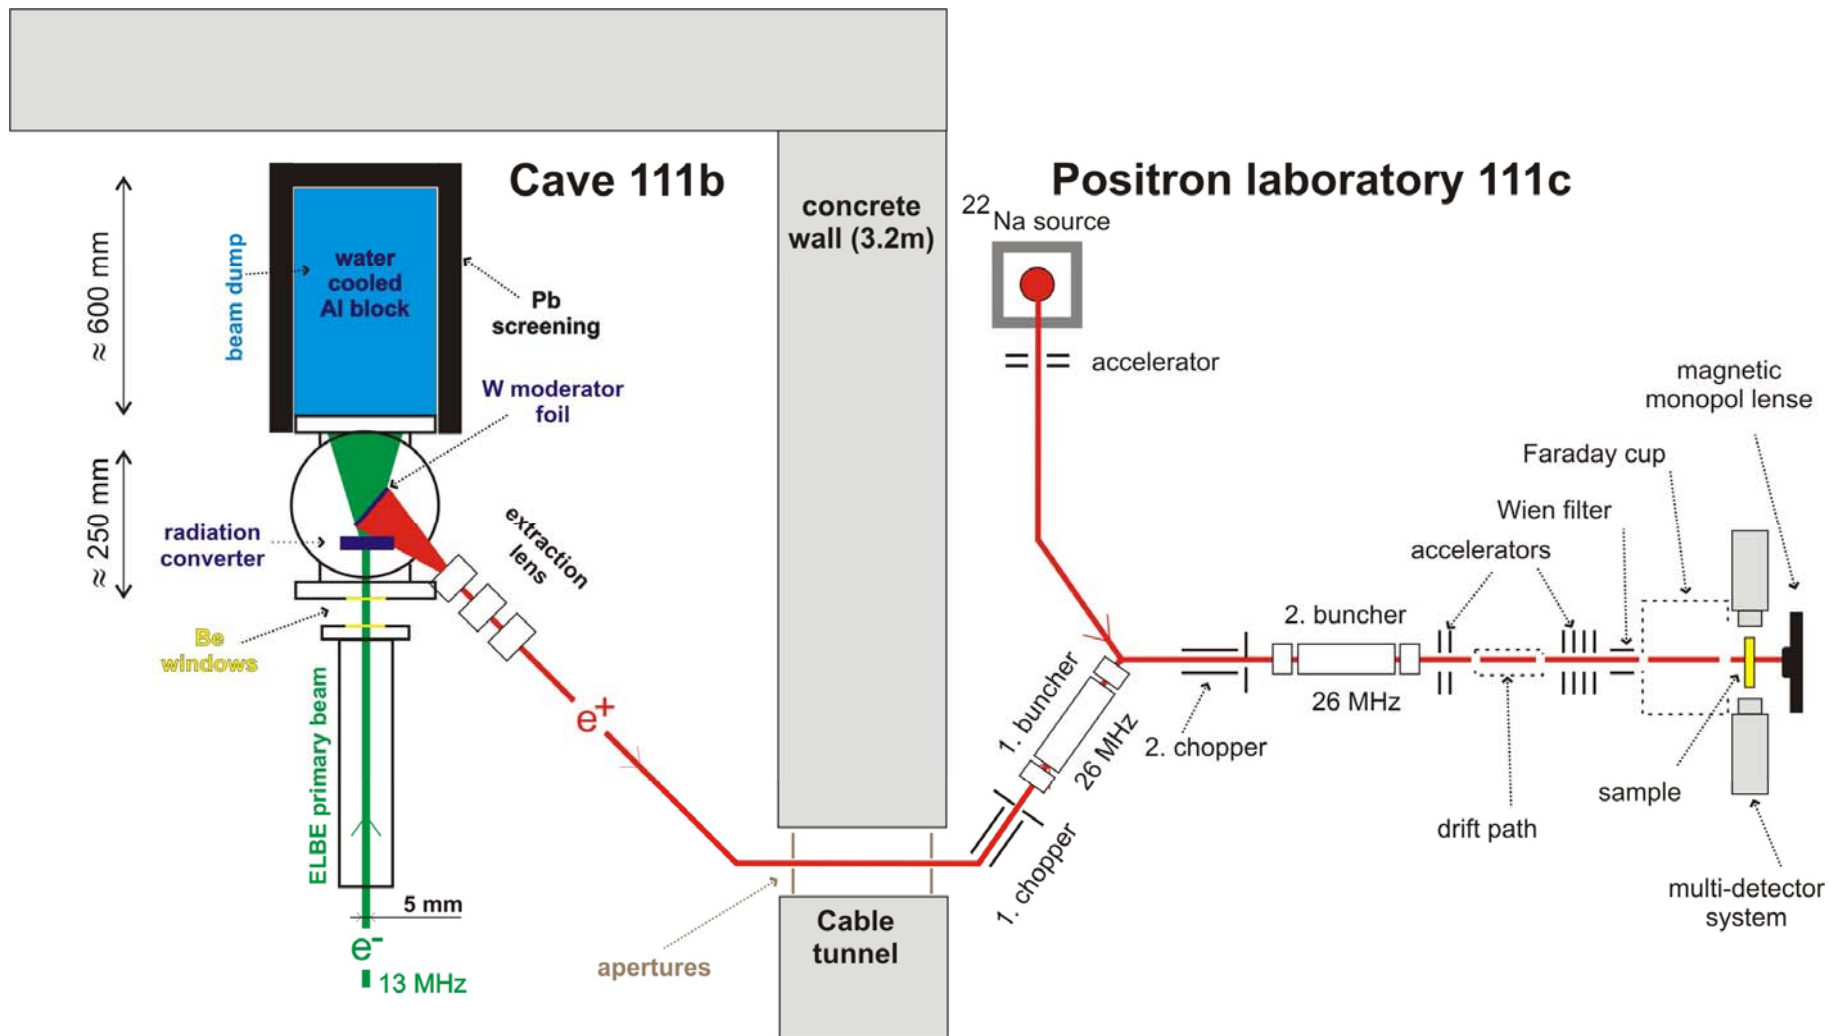 Cave 111b
Positron laboratory 111c
concrete
wall (3.2m)
22
Na source
≈ 600 mm
beam dump
water
cooled
Al block
Pb
screening
accelerator
magnetic
monopol lense
W moderator
foil
≈ 250 mm
radiation
converter
extraction
lens
Faraday cup
Wien filter
accelerators
Be
windows
2. buncher
26 MHz
1. buncher
26 MHz
e+
2. chopper
1. chopper
sample
drift path
ELBE primary beam
5 mm
e-
13 MHz
apertures
Cable
tunnel
multi-detector
system